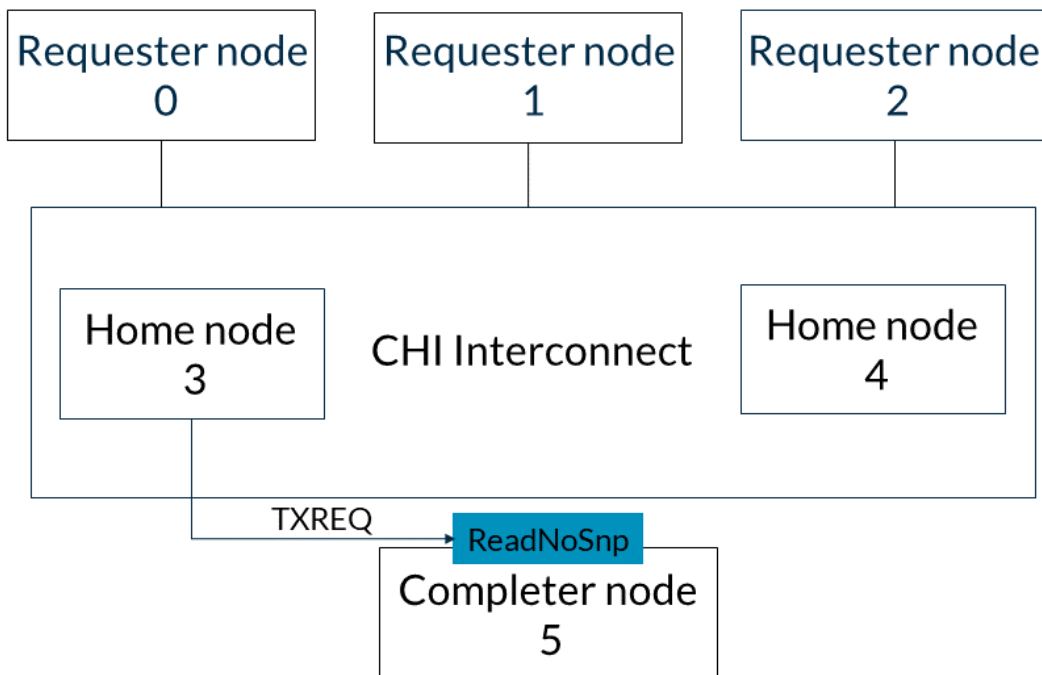 Requester node
0
Requester node
1
Requester node
2
Home node
3
CHI Interconnect
Home node
4
TXREQ
ReadNoSnp
Completer node
5